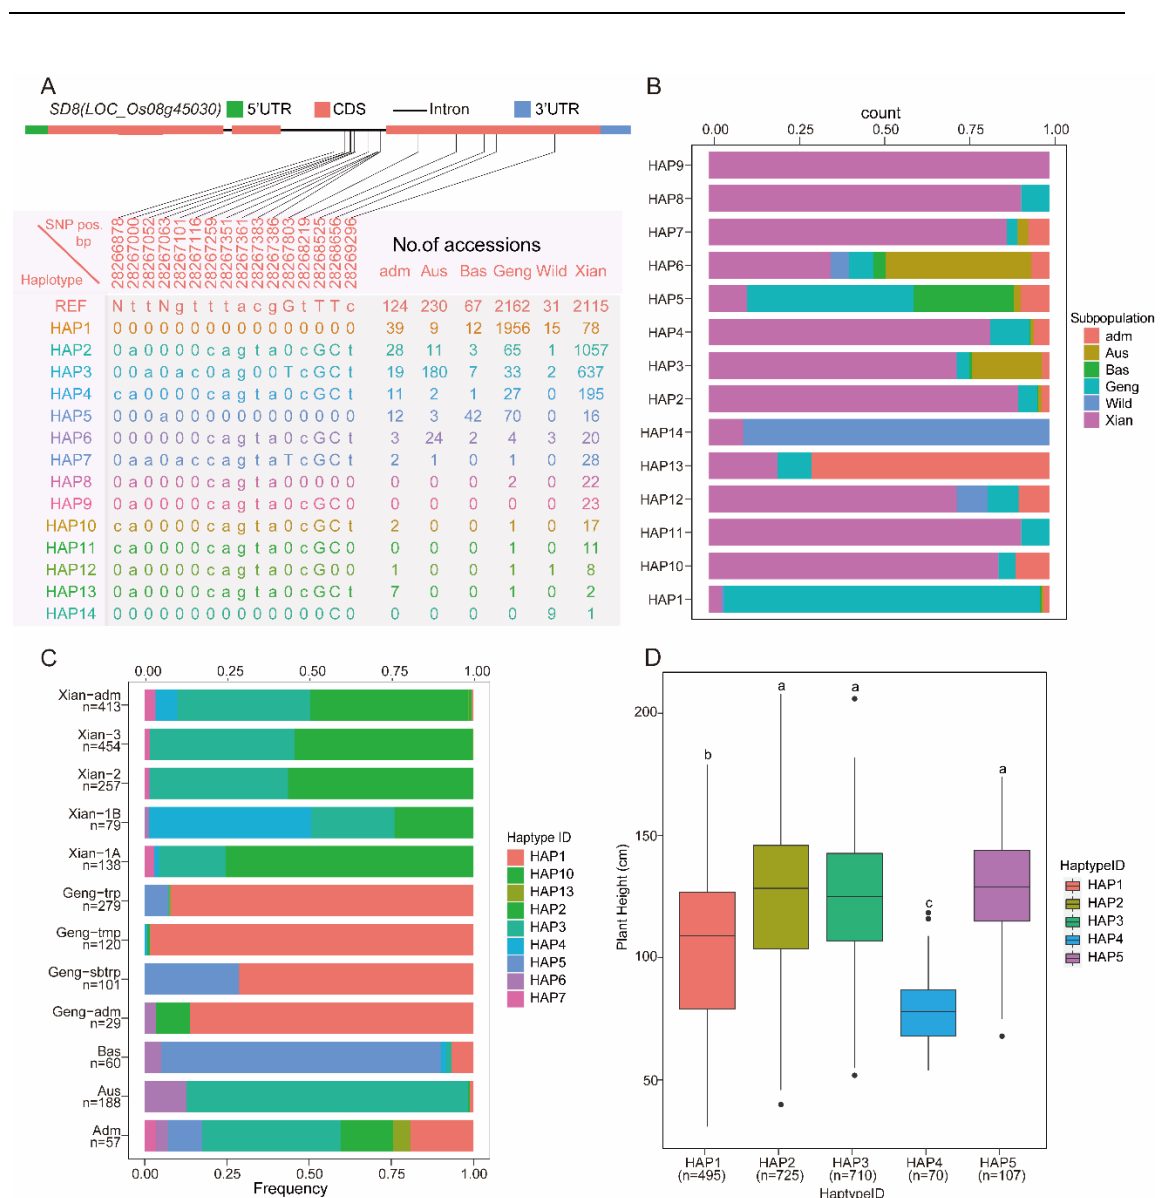 A
SD8(LOC_Os08g45030) 5'UTR CDS Intron 3'UTR
SNP pos.
bp
Haplotype
28266878
28267000
28267052
28267063
28267101
28267116
28267259
28267351
28267361
28267383
28267386
28267803
28268219
28268525
28268656
28269296
No.of accessions
adm Aus Bas Geng Wild Xian
REF N t t N g t t t a c g G t T T c 124 230 67 2162 31 2115
HAP1 0 0 0 0 0 0 0 0 0 0 0 0 0 0 0 0 39 9 12 1956 15 78
HAP2 0 a 0 0 0 0 c a g t a 0 c G C t 28 11 3 65 1 1057
HAP3 0 0 a 0 a c 0 a g 0 0 T c G C t 19 180 7 33 2 637
HAP4 c a 0 0 0 0 c a g t a 0 c G C t 11 2 1 27 0 195
HAP5 0 0 0 a 0 0 0 0 0 0 0 0 0 0 0 0 12 3 42 70 0 16
HAP6 0 0 0 0 0 0 c a g t a 0 c G C t 3 24 2 4 3 20
HAP7 0 a a 0 a c c a g t a T c G C t 2 1 0 1 0 28
HAP8 0 a 0 0 0 0 0 0 0 0 0 0 0 0 0 0 0 0 0 2 0 22
HAP9 0 a 0 0 0 0 c a g t a 0 c G C 0 0 0 0 0 0 23
HAP10 c a 0 0 0 0 c a g t a 0 c G C t 2 0 0 1 0 17
HAP11 c a 0 0 0 0 c a g t a 0 c G C 0 0 0 0 1 0 11
HAP12 0 a 0 0 0 0 c a g t a 0 c G 0 t 1 0 0 1 1 8
HAP13 0 a 0 0 0 0 c a g t a 0 c G C t 7 0 0 1 0 2
HAP14 0 0 0 0 0 0 0 0 0 0 0 0 0 0 C t 0 0 0 0 9 1
B
count
0.00 0.25 0.50 0.75 1.00
HAP9
HAP8
HAP7
HAP6
HAP5
HAP4
HAP3
HAP2
HAP14
HAP13
HAP12
HAP11
HAP10
HAP1
Subpopulation
adm
Aus
Bas
Geng
Wild
Xian
C
0.00 0.25 0.50 0.75 1.00
Xian-adm
n=413
Xian-3
n=454
Xian-2
n=257
Xian-1B
n=79
Xian-1A
n=138
Geng-trp
n=279
Geng-tmp
n=120
Geng-sbtrp
n=101
Geng-adm
n=29
Bas
n=60
Aus
n=188
Adm
n=57
0.00 0.25 0.50 0.75 1.00
Frequency
Haptype ID
HAP1
HAP10
HAP13
HAP2
HAP3
HAP4
HAP5
HAP6
HAP7
D
Plant Height (cm)
200
150
100
50
b
a
a
c
a
HAP1 HAP2 HAP3 HAP4 HAP5
(n=495) (n=725) (n=710) (n=70) (n=107)
HaptypeID
HaptypeID
HAP1
HAP2
HAP3
HAP4
HAP5